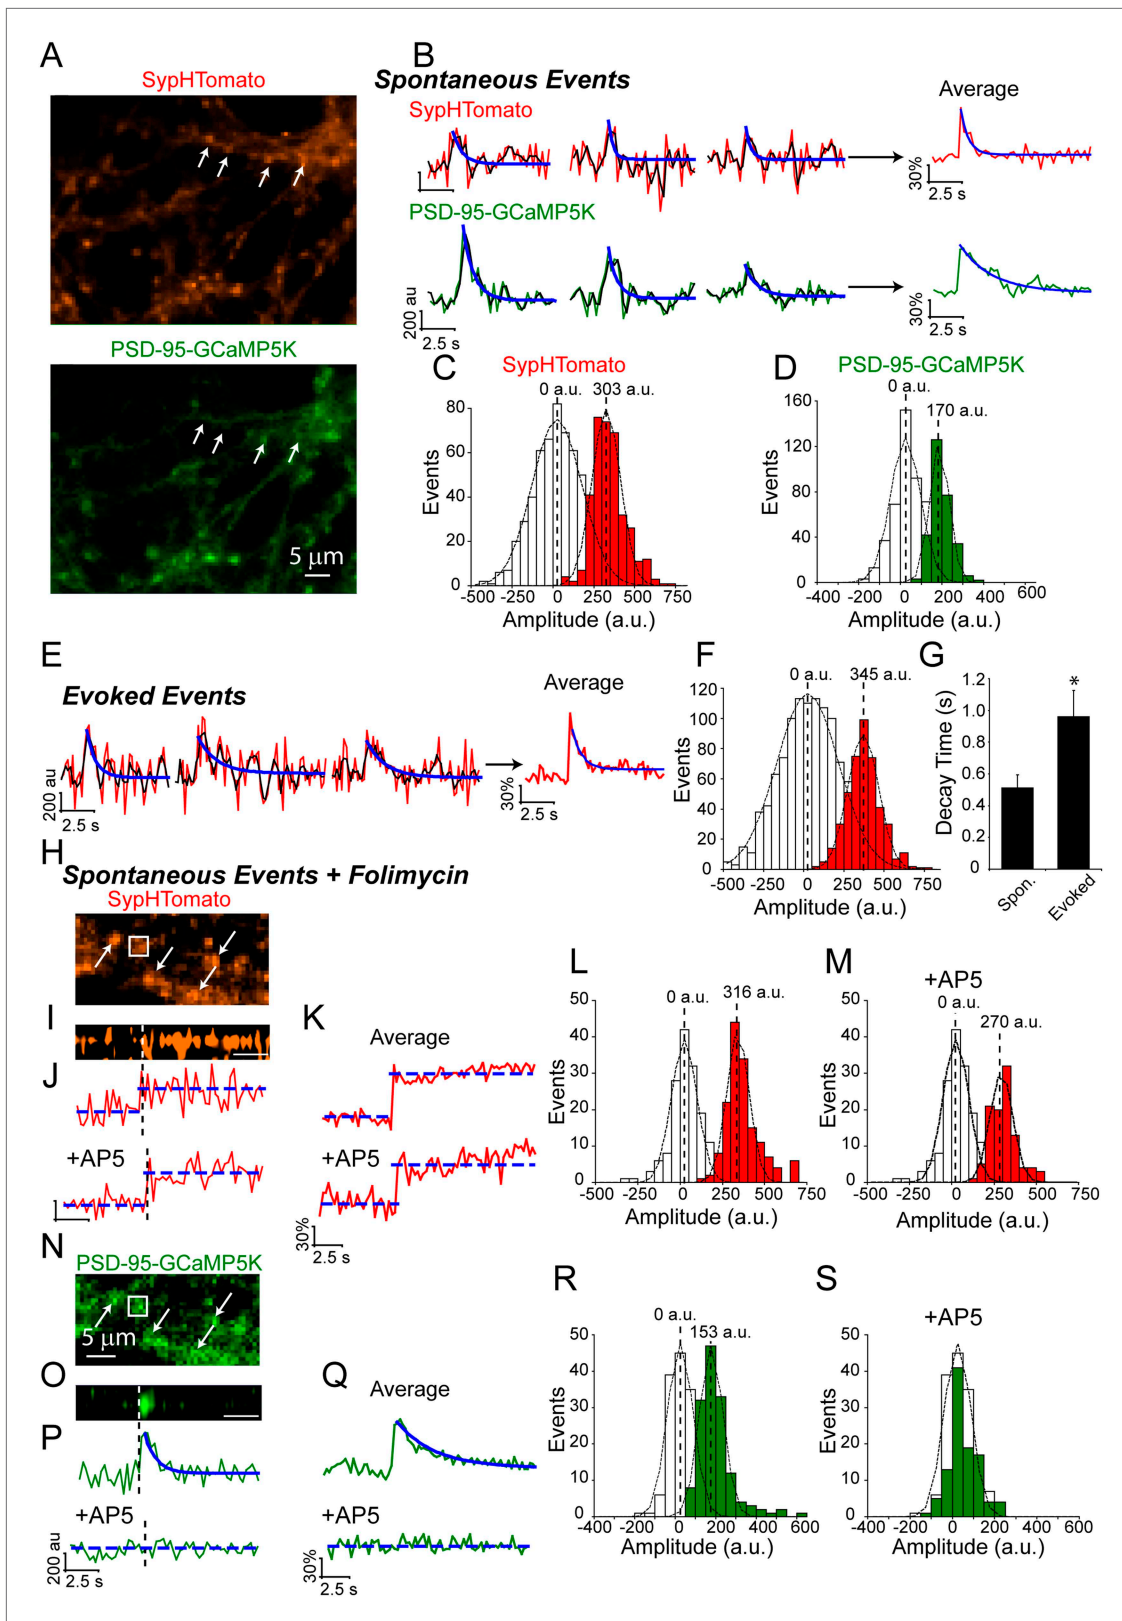 A
SypHTomato
PSD-95-GCaMP5K
5 μm
B
Spontaneous Events
SypHTomato
Average
30%
2.5 s
PSD-95-GCaMP5K
200 au
2.5 s
30%
2.5 s
C
SypHTomato
0 a.u.
303 a.u.
Events
80
60
40
20
0
-500
-250
0
250
500
750
Amplitude (a.u.)
D
PSD-95-GCaMP5K
0 a.u.
170 a.u.
Events
160
120
80
40
0
-400
-200
0
200
400
600
Amplitude (a.u.)
E
Evoked Events
Average
200 au
2.5 s
30%
2.5 s
F
0 a.u.
345 a.u.
Events
120
100
80
60
40
20
0
-500
-250
0
250
500
750
Amplitude (a.u.)
G
Decay Time (s)
1.2
1
0.8
0.6
0.4
0.2
0
*
Spon.
Evoked
H
Spontaneous Events + Folimycin
SypHTomato
I
J
+AP5
K
Average
+AP5
30%
2.5 s
L
0 a.u.
316 a.u.
Events
50
40
30
20
10
0
-500
-250
0
250
500
750
Amplitude (a.u.)
M
+AP5
0 a.u.
270 a.u.
Events
50
40
30
20
10
0
-500
-250
0
250
500
750
Amplitude (a.u.)
N
PSD-95-GCaMP5K
5 μm
O
P
+AP5
200 au
2.5 s
Q
Average
+AP5
30%
2.5 s
R
0 a.u.
153 a.u.
Events
50
40
30
20
10
0
-400
-200
0
200
400
600
Amplitude (a.u.)
S
+AP5
Events
50
40
30
20
10
0
-400
-200
0
200
400
600
Amplitude (a.u.)